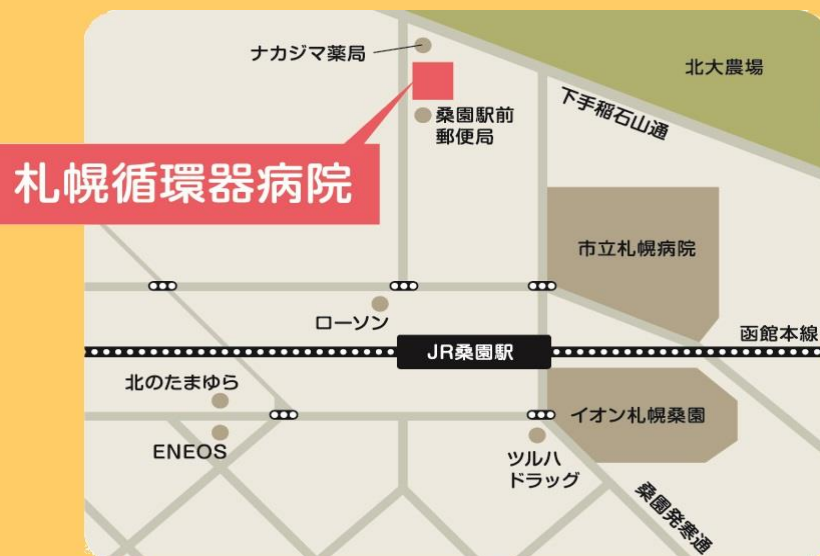 ナカジマ薬局
北大農場
下手稲石山通
桑園駅前
郵便局
札幌循環器病院
市立札幌病院
ローソン
函館本線
JR桑園駅
北のたまゆら
イオン札幌桑園
ENEOS
ツルハ
ドラッグ
桑園発寒通